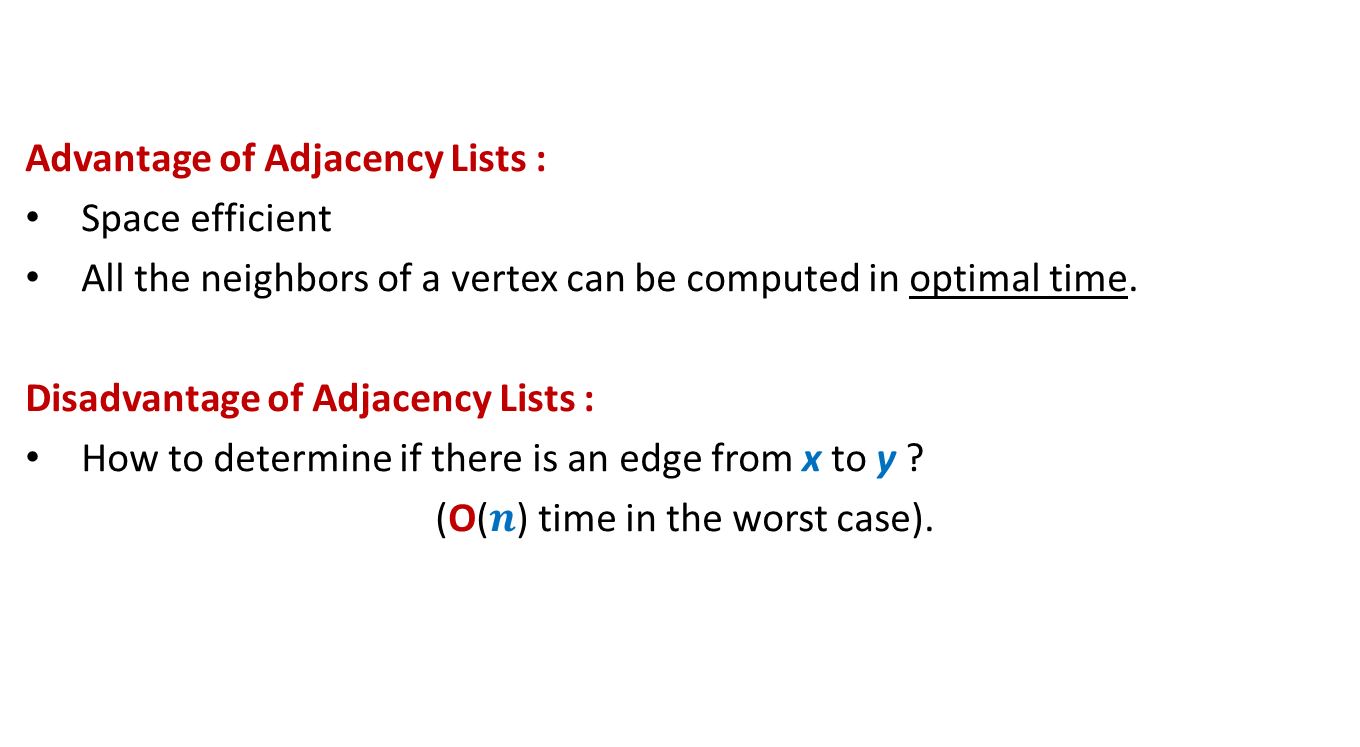 Advantage of Adjacency Lists :
• Space efficient
• All the neighbors of a vertex can be computed in optimal time.
Disadvantage of Adjacency Lists :
• How to determine if there is an edge from x to y ?
(O(n) time in the worst case).